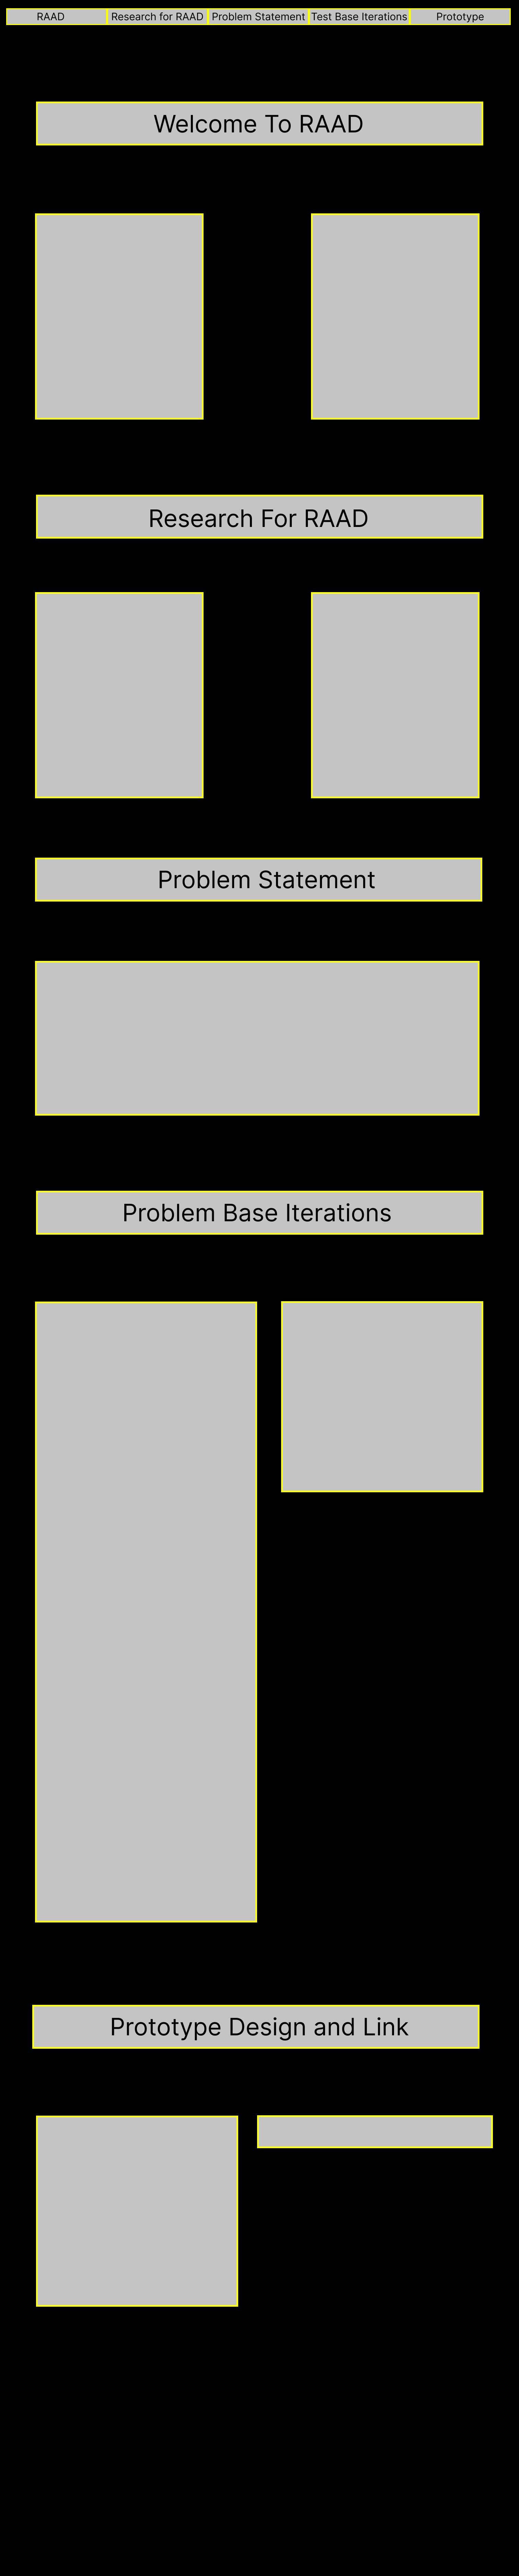 RAAD Research for RAAD Problem Statement Test Base Iterations Prototype
Welcome To RAAD
Research For RAAD
Problem Statement
Problem Base Iterations
Prototype Design and Link